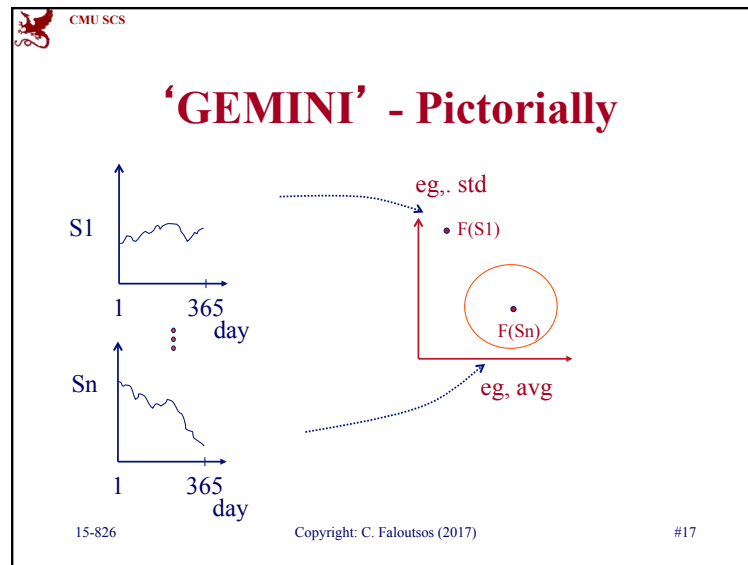 CMU SCS
‘GEMINI’ - Pictorially
S1
1 365
day
Sn
1 365
day
eg,. std
F(S1)
F(Sn)
eg, avg
15-826 Copyright: C. Faloutsos (2017) #17